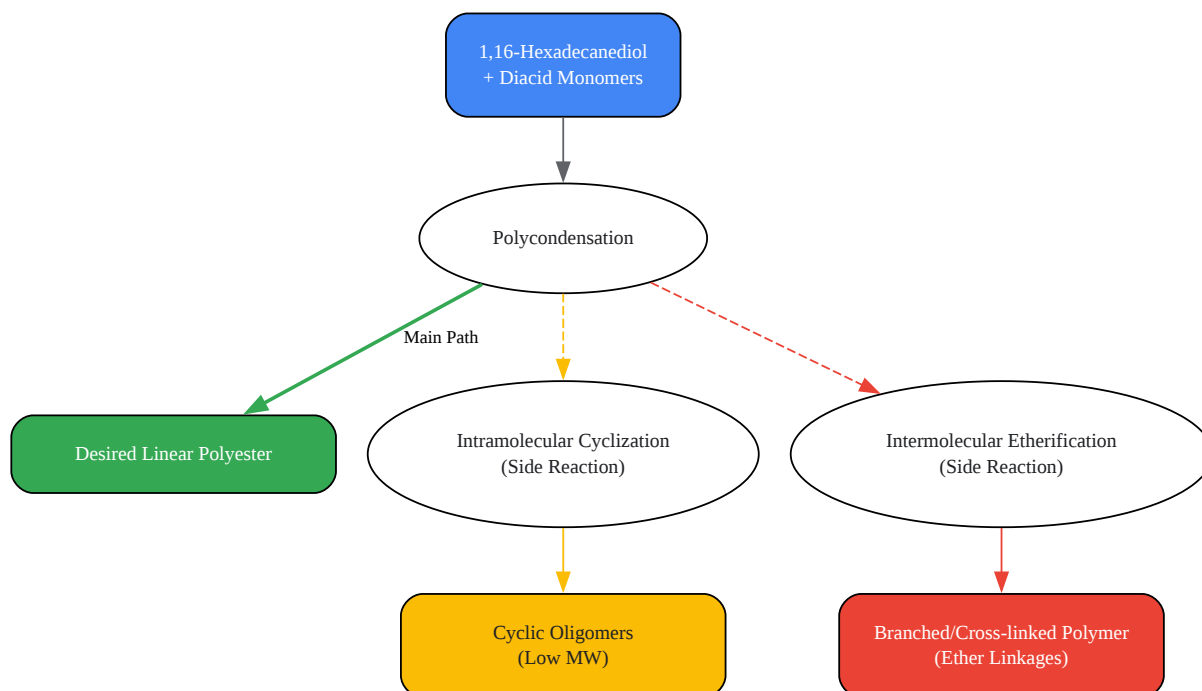 1,16-Hexadecanediol
+ Diacid Monomers
Polycondensation
Main Path
Desired Linear Polyester
Intramolecular Cyclization
(Side Reaction)
Intermolecular Etherification
(Side Reaction)
Cyclic Oligomers
(Low MW)
Branched/Cross-linked Polymer
(Ether Linkages)